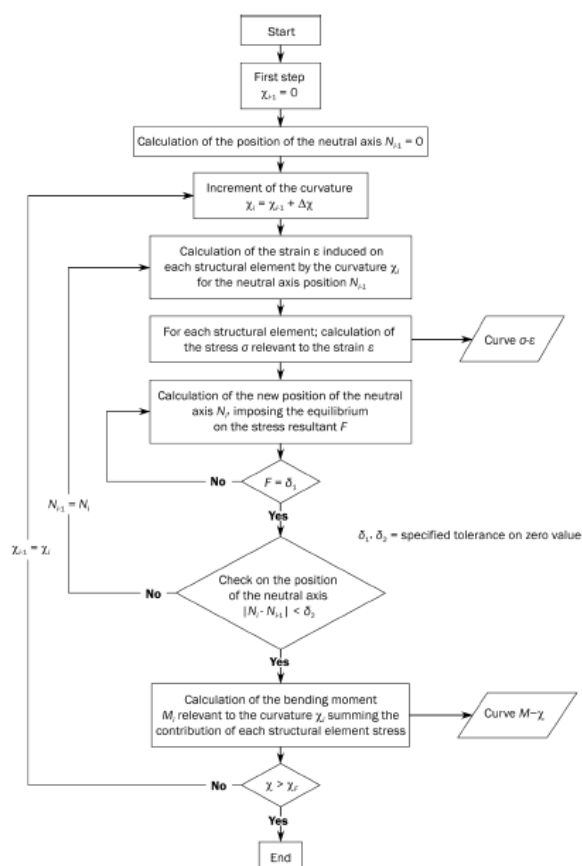 Start
First step
χᵢ₋₁ = 0
Calculation of the position of the neutral axis Nᵢ₋₁ = 0
Increment of the curvature
χᵢ = χᵢ₋₁ + Δχ
Calculation of the strain ε induced on
each structural element by the curvature χᵢ
for the neutral axis position Nᵢ₋₁
For each structural element; calculation of
the stress σ relevant to the strain ε
Curve σ-ε
Calculation of the new position of the neutral
axis Nᵢ, imposing the equilibrium
on the stress resultant F
No
F = δ₁
Nᵢ₋₁ = Nᵢ
Yes
δ₁, δ₂ = specified tolerance on zero value
χᵢ₋₁ = χᵢ
Check on the position
of the neutral axis
|Nᵢ - Nᵢ₋₁| < δ₂
No
Yes
Calculation of the bending moment
Mᵢ relevant to the curvature χᵢ summing the
contribution of each structural element stress
Curve M–χ
No
χ > χF
Yes
End